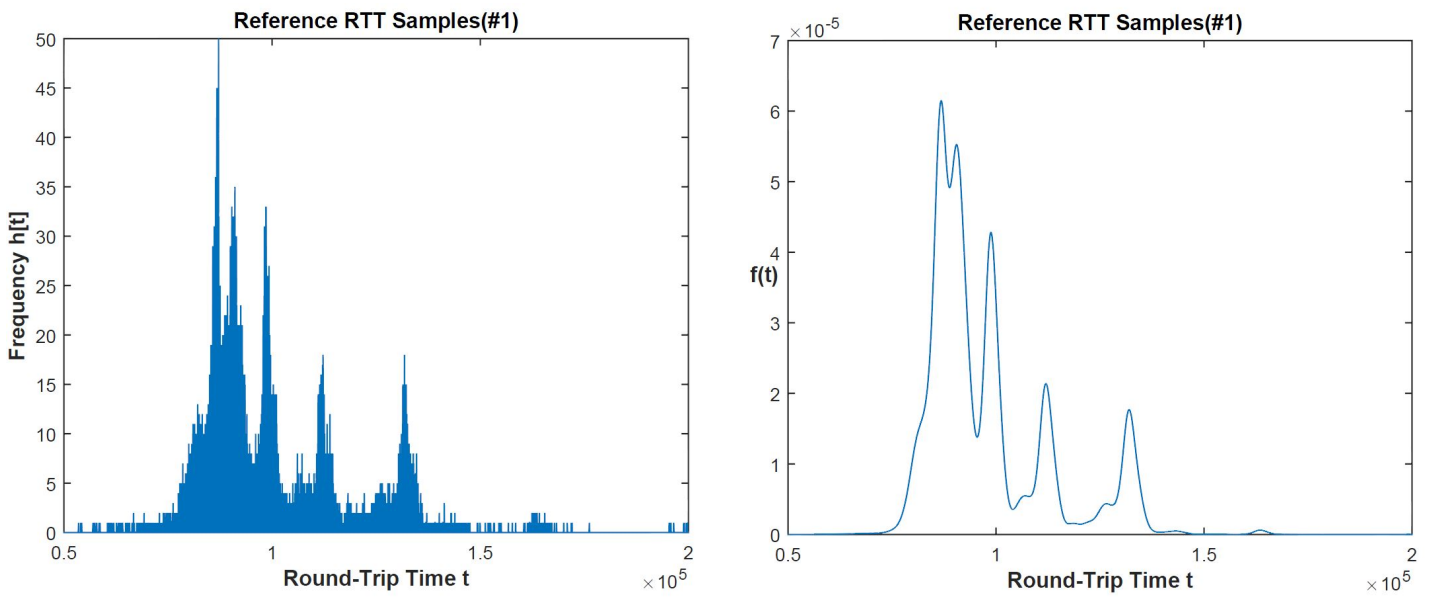 Reference RTT Samples(#1)
50
45
40
35
30
25
20
15
10
5
0
Frequency h[t]
0.5 1 1.5 2
Round-Trip Time t
×10^5
Reference RTT Samples(#1)
×10^-5
7
6
5
4
3
2
1
0
f(t)
0.5 1 1.5 2
Round-Trip Time t
×10^5